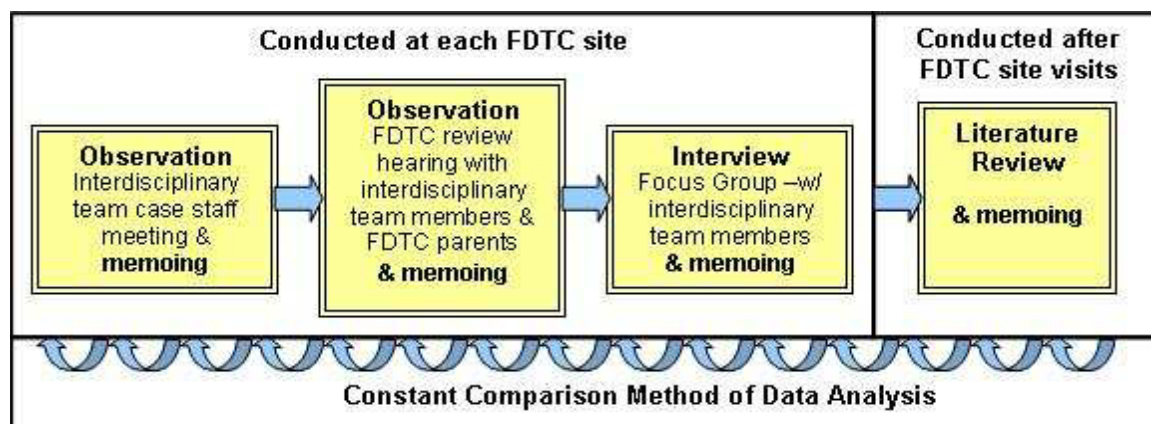 Conducted at each FDTC site
Observation
Interdisciplinary
team case staff
meeting &
memoing
Observation
FDTC review
hearing with
interdisciplinary
team members &
FDTC parents
& memoing
Interview
Focus Group –w/
interdisciplinary
team members
& memoing
Conducted after
FDTC site visits
Literature
Review
& memoing
Constant Comparison Method of Data Analysis